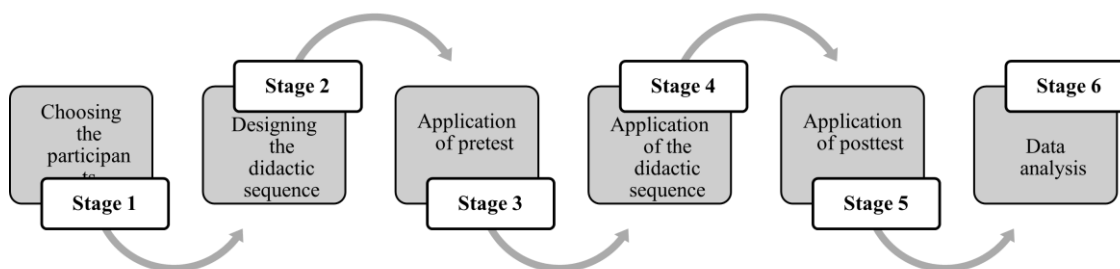 Choosing
the
participan
ts
Stage 1
Stage 2
Designing
the
didactic
sequence
Application
of pretest
Stage 3
Stage 4
Application
of the
didactic
sequence
Application
of posttest
Stage 5
Stage 6
Data
analysis